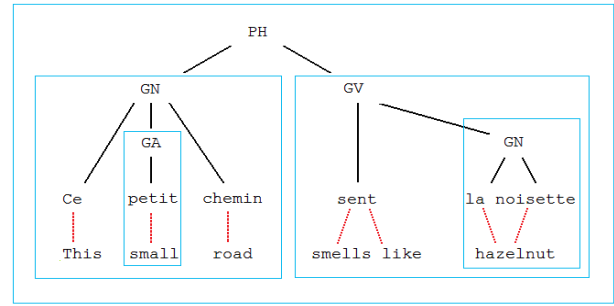 PH
GN GV
GA GN
Ce petit chemin sent la noisette
This small road smells like hazelnut